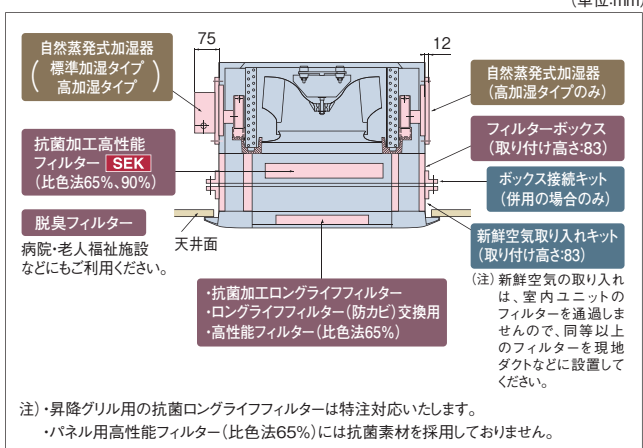 (単位:mm)
自然蒸発式加湿器
(標準加湿タイプ
高加湿タイプ)
75
12
自然蒸発式加湿器
(高加湿タイプのみ)
抗菌加工高性能
フィルター SEK
(比色法65%、90%)
フィルターボックス
(取り付け高さ:83)
ボックス接続キット
(併用の場合のみ)
脱臭フィルター
病院・老人福祉施設
などにもご利用ください。
天井面
新鮮空気取り入れキット
(取り付け高さ:83)
(注)新鮮空気の取り入れ
は、室内ユニットの
フィルターを通過しま
せんので、同等以上
のフィルターを現地
ダクトなどに設置して
ください。
・抗菌加工ロングライフフィルター
・ロングライフフィルター(防カビ)交換用
・高性能フィルター(比色法65%)
注)・昇降グリル用の抗菌ロングライフフィルターは特注対応いたします。
・パネル用高性能フィルター(比色法65%)には抗菌素材を採用しておりません。